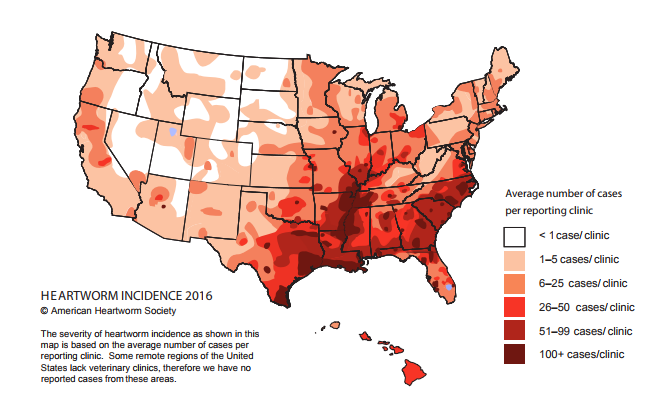 Average number of cases
per reporting clinic
< 1 case/ clinic
1–5 cases/ clinic
6–25 cases/ clinic
26–50 cases/ clinic
51–99 cases/ clinic
100+ cases/clinic
HEARTWORM INCIDENCE 2016
© American Heartworm Society
The severity of heartworm incidence as shown in this
map is based on the average number of cases per
reporting clinic. Some remote regions of the United
States lack veterinary clinics, therefore we have no
reported cases from these areas.